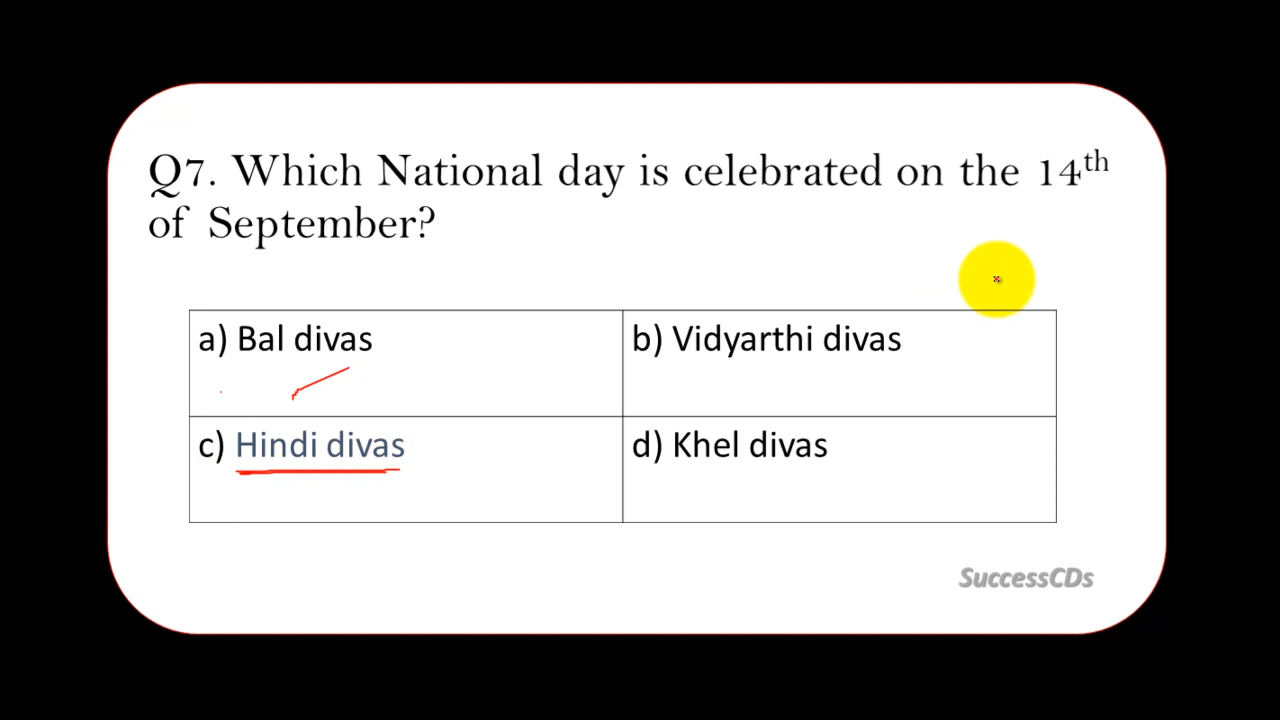 Q7. Which National day is celebrated on the 14th
of September?
a) Bal divas
b) Vidyarthi divas
c) Hindi divas
d) Khel divas
SuccessCDs